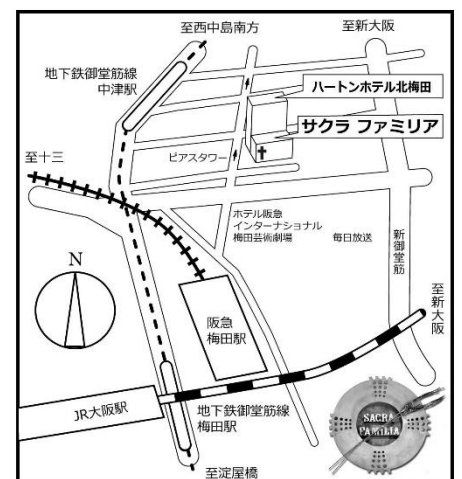 至西中島南方
至新大阪
地下鉄御堂筋線
中津駅
ハートンホテル北梅田
サクラ ファミリア
ピアスタワー
至十三
ホテル阪急
インターナショナル
梅田芸術劇場
毎日放送
新御堂筋
N
阪急
梅田駅
至新大阪
JR大阪駅
地下鉄御堂筋線
梅田駅
SACRA
FAMILIA
至淀屋橋